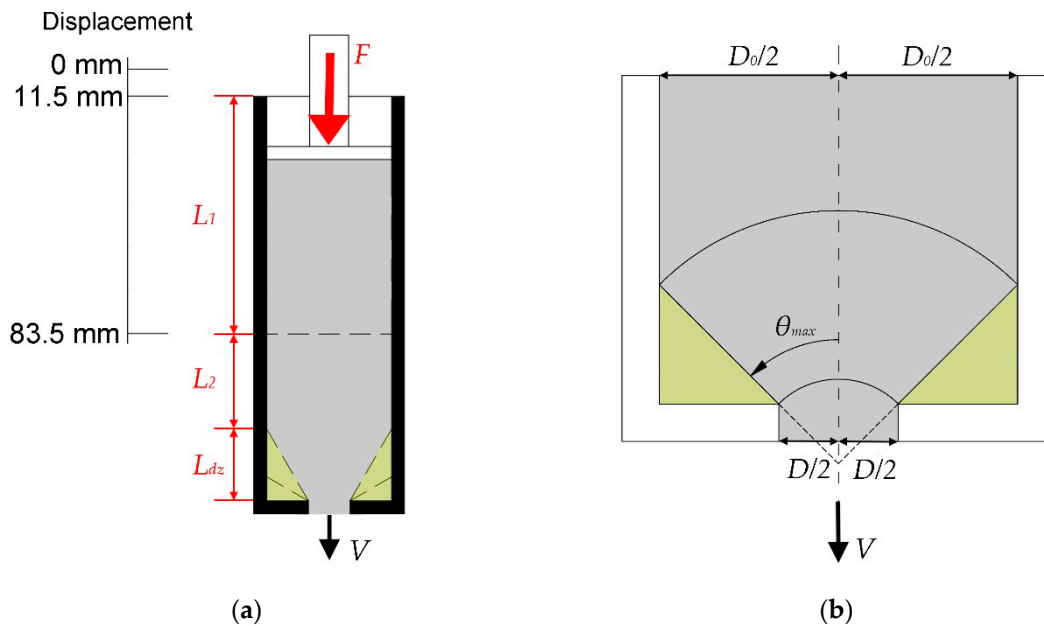 Displacement
0 mm
11.5 mm
83.5 mm
F
L1
L2
Ldz
V
(a)
D0/2 D0/2
θmax
D/2 D/2
V
(b)